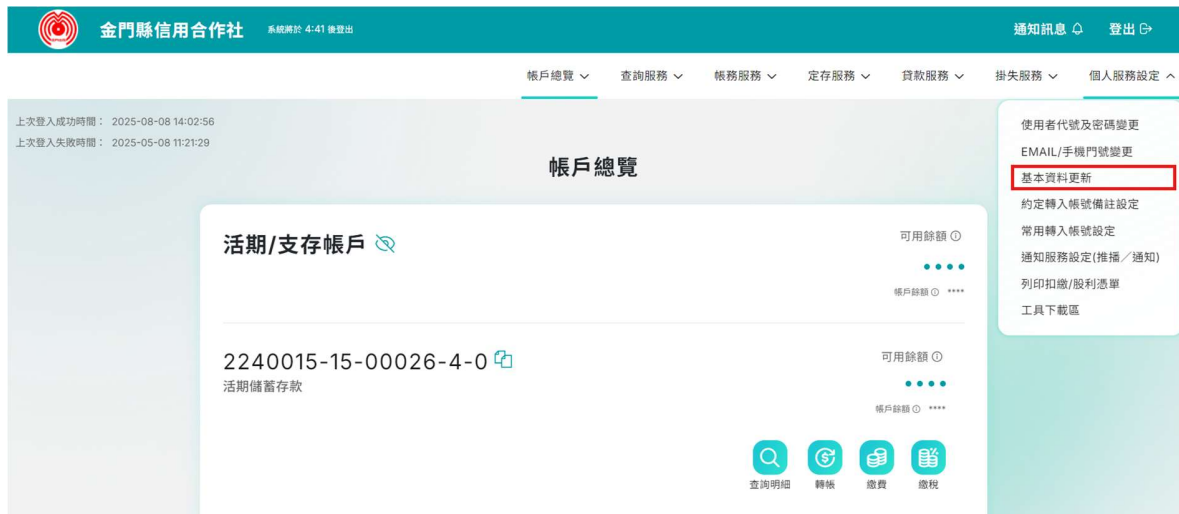 金門縣信用合作社
系統將於 4:41 後登出
通知訊息
登出
帳戶總覽
查詢服務
帳務服務
定存服務
貸款服務
掛失服務
個人服務設定
上次登入成功時間： 2025-08-08 14:02:56
上次登入失敗時間： 2025-05-08 11:21:29
使用者代號及密碼變更
EMAIL/手機門號變更
基本資料更新
約定轉入帳號備註設定
常用轉入帳號設定
通知服務設定(推播／通知)
列印扣繳/股利憑單
工具下載區
帳戶總覽
活期/支存帳戶
可用餘額
••••
帳戶餘額 ****
2240015-15-00026-4-0
活期儲蓄存款
可用餘額
••••
帳戶餘額 ****
查詢明細
轉帳
繳費
繳稅